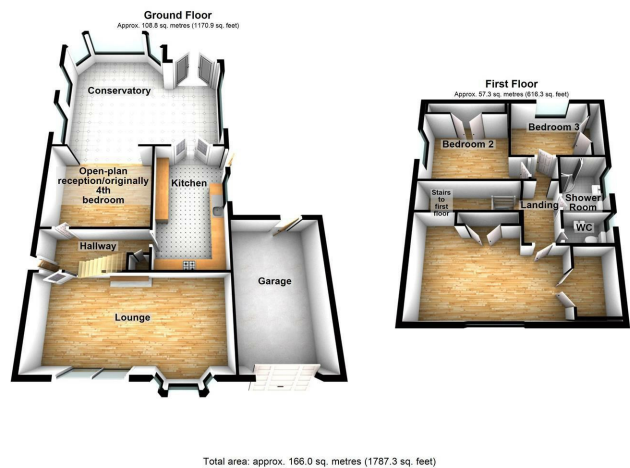 Ground Floor
Approx. 108.8 sq. metres (1170.9 sq. feet)
Conservatory
Open-plan
reception/originally
4th
bedroom
Kitchen
Hallway
Garage
Lounge
First Floor
Approx. 57.3 sq. metres (616.3 sq. feet)
Bedroom 3
Bedroom 2
Stairs
to
first
floor
Landing
Shower
Room
WC
Total area: approx. 166.0 sq. metres (1787.3 sq. feet)